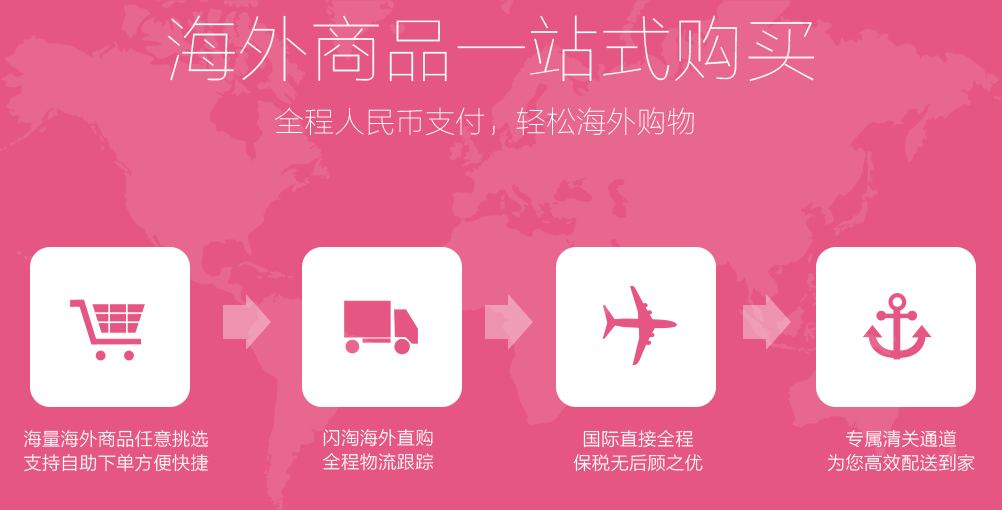 海外商品一站式购买
全程人民币支付，轻松海外购物
海量海外商品任意挑选
支持自助下单方便快捷
闪淘海外直购
全程物流跟踪
国际直接全程
保税无后顾之优
专属清关通道
为您高效配送到家